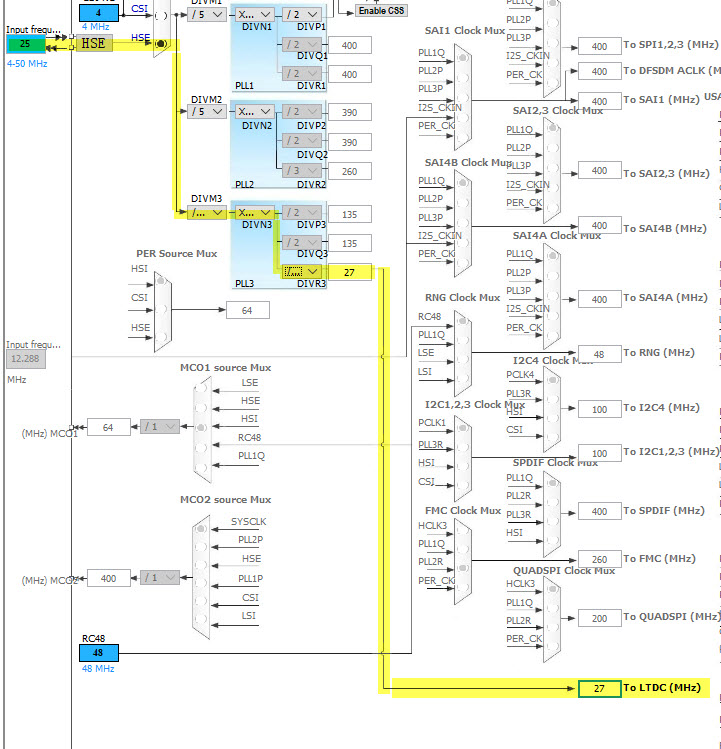 4
CSI
4 MHz
Input frequ...
25
4-50 MHz
HSE
HSE
DIVM1
/ 5
X...
DIVN1
/ 2
DIVP1
/ 2
DIVQ1
400
/ 2
DIVR1
400
PLL1
Enable CSS
DIVM2
/ 5
X...
DIVN2
/ 2
DIVP2
390
/ 2
DIVQ2
390
/ 3
DIVR2
260
PLL2
DIVM3
/...
X...
DIVN3
/ 2
DIVP3
135
/ 2
DIVQ3
135
/...
DIVR3
27
PLL3
PER Source Mux
HSI
CSI
HSE
64
Input frequ...
12.288
MHz
MCO1 source Mux
LSE
HSE
HSI
RC48
PLL1Q
(MHz) MCO1
64
/ 1
MCO2 source Mux
SYSCLK
PLL2P
HSE
PLL1P
CSI
LSI
400
/ 1
RC48
48
48 MHz
PLL2P
PLL3P
I2S_CKIN
PER_CK
400
To SPI1,2,3 (MHz)
400
To DFSDM ACLK (M
SAI1 Clock Mux
PLL1Q
PLL2P
PLL3P
I2S_CKIN
PER_CK
400
To SAI1 (MHz)
SAI2,3 Clock Mux
PLL1Q
PLL2P
PLL3P
I2S_CKIN
PER_CK
400
To SAI2,3 (MHz)
SAI4B Clock Mux
PLL1Q
PLL2P
PLL3P
I2S_CKIN
PER_CK
400
To SAI4B (MHz)
SAI4A Clock Mux
PLL1Q
PLL2P
PLL3P
I2S_CKIN
PER_CK
400
To SAI4A (MHz)
RNG Clock Mux
RC48
PLL1Q
LSE
LSI
48
To RNG (MHz)
PCLK4
PLL3R
HSI
CSI
100
To I2C4 (MHz)
I2C1,2,3 Clock Mux
PCLK1
PLL3R
HSI
CSI
100
To I2C1,2,3 (MHz)
SPDIF Clock Mux
PLL1Q
PLL2R
PLL3R
HSI
400
To SPDIF (MHz)
FMC Clock Mux
HCLK3
PLL1Q
PLL2R
PER_CK
260
To FMC (MHz)
QUADSPI Clock Mux
HCLK3
PLL1Q
PLL2R
PER_CK
200
To QUADSPI (MHz)
27
To LTDC (MHz)